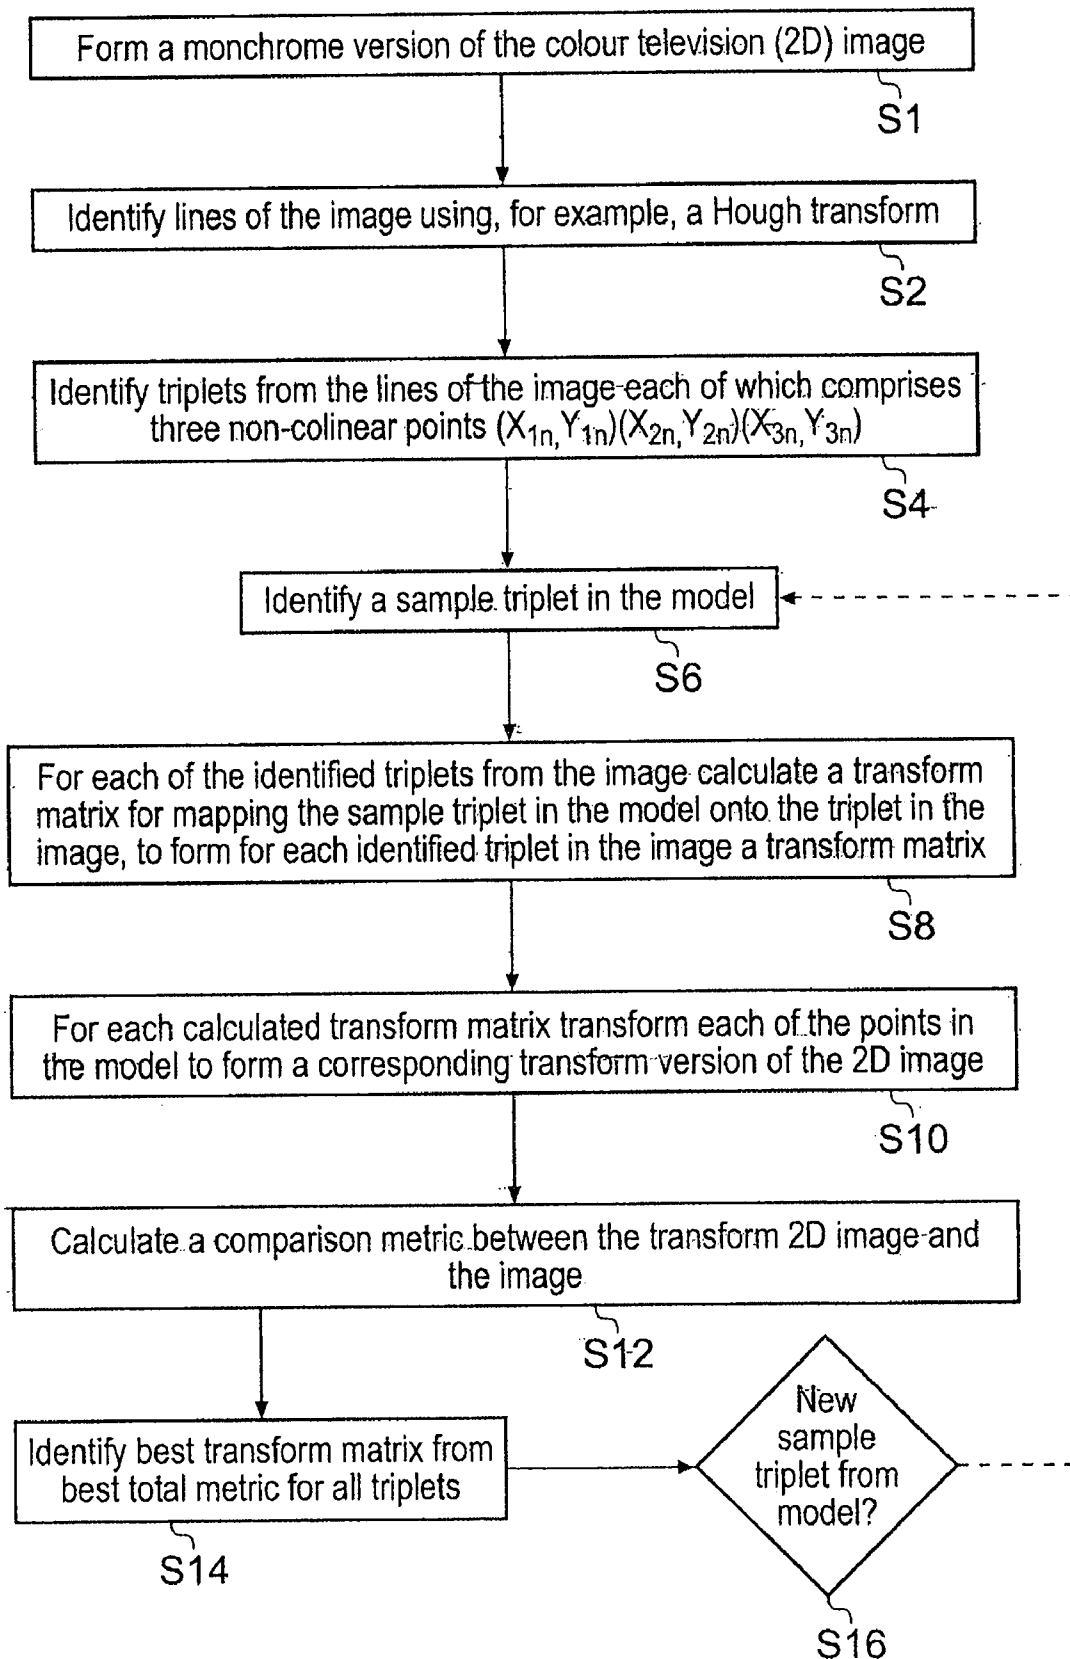 Form a monochrome version of the colour television (2D) image
S1
Identify lines of the image using, for example, a Hough transform
S2
Identify triplets from the lines of the image each of which comprises
three non-colinear points (X1n,Y1n)(X2n,Y2n)(X3n,Y3n)
S4
Identify a sample triplet in the model
S6
For each of the identified triplets from the image calculate a transform
matrix for mapping the sample triplet in the model onto the triplet in the
image, to form for each identified triplet in the image a transform matrix
S8
For each calculated transform matrix transform each of the points in
the model to form a corresponding transform version of the 2D image
S10
Calculate a comparison metric between the transform 2D image and
the image
S12
Identify best transform matrix from
best total metric for all triplets
S14
New
sample
triplet from
model?
S16